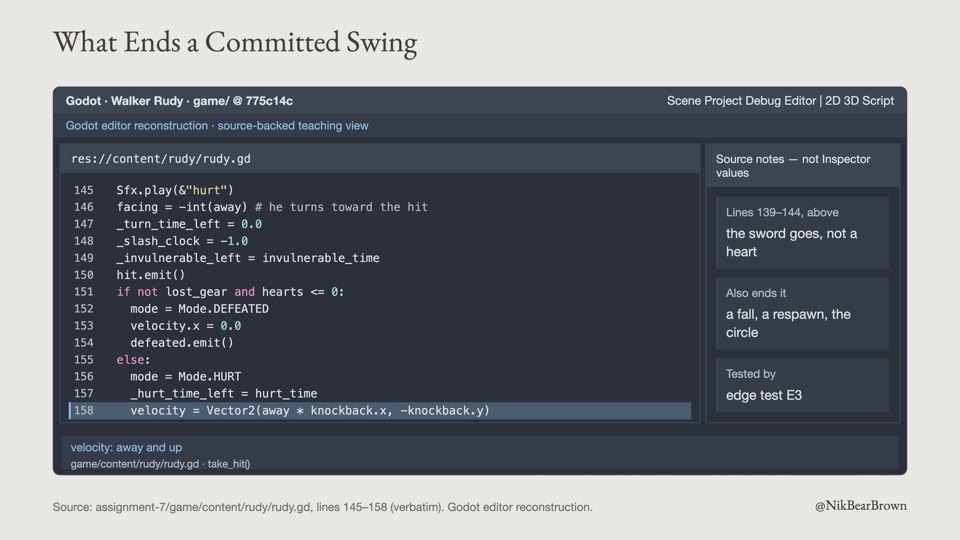 What Ends a Committed Swing
Godot · Walker Rudy · game/ @ 775c14c
Scene Project Debug Editor | 2D 3D Script
Godot editor reconstruction · source-backed teaching view
res://content/rudy/rudy.gd
145 Sfx.play(&"hurt")
146 facing = -int(away) # he turns toward the hit
147 _turn_time_left = 0.0
148 _slash_clock = -1.0
149 _invulnerable_left = invulnerable_time
150 hit.emit()
151 if not lost_gear and hearts <= 0:
152   mode = Mode.DEFEATED
153   velocity.x = 0.0
154   defeated.emit()
155 else:
156   mode = Mode.HURT
157   _hurt_time_left = hurt_time
158   velocity = Vector2(away * knockback.x, -knockback.y)
Source notes — not Inspector
values
Lines 139–144, above
the sword goes, not a
heart
Also ends it
a fall, a respawn, the
circle
Tested by
edge test E3
velocity: away and up
game/content/rudy/rudy.gd · take_hit()
Source: assignment-7/game/content/rudy/rudy.gd, lines 145–158 (verbatim). Godot editor reconstruction.
@NikBearBrown